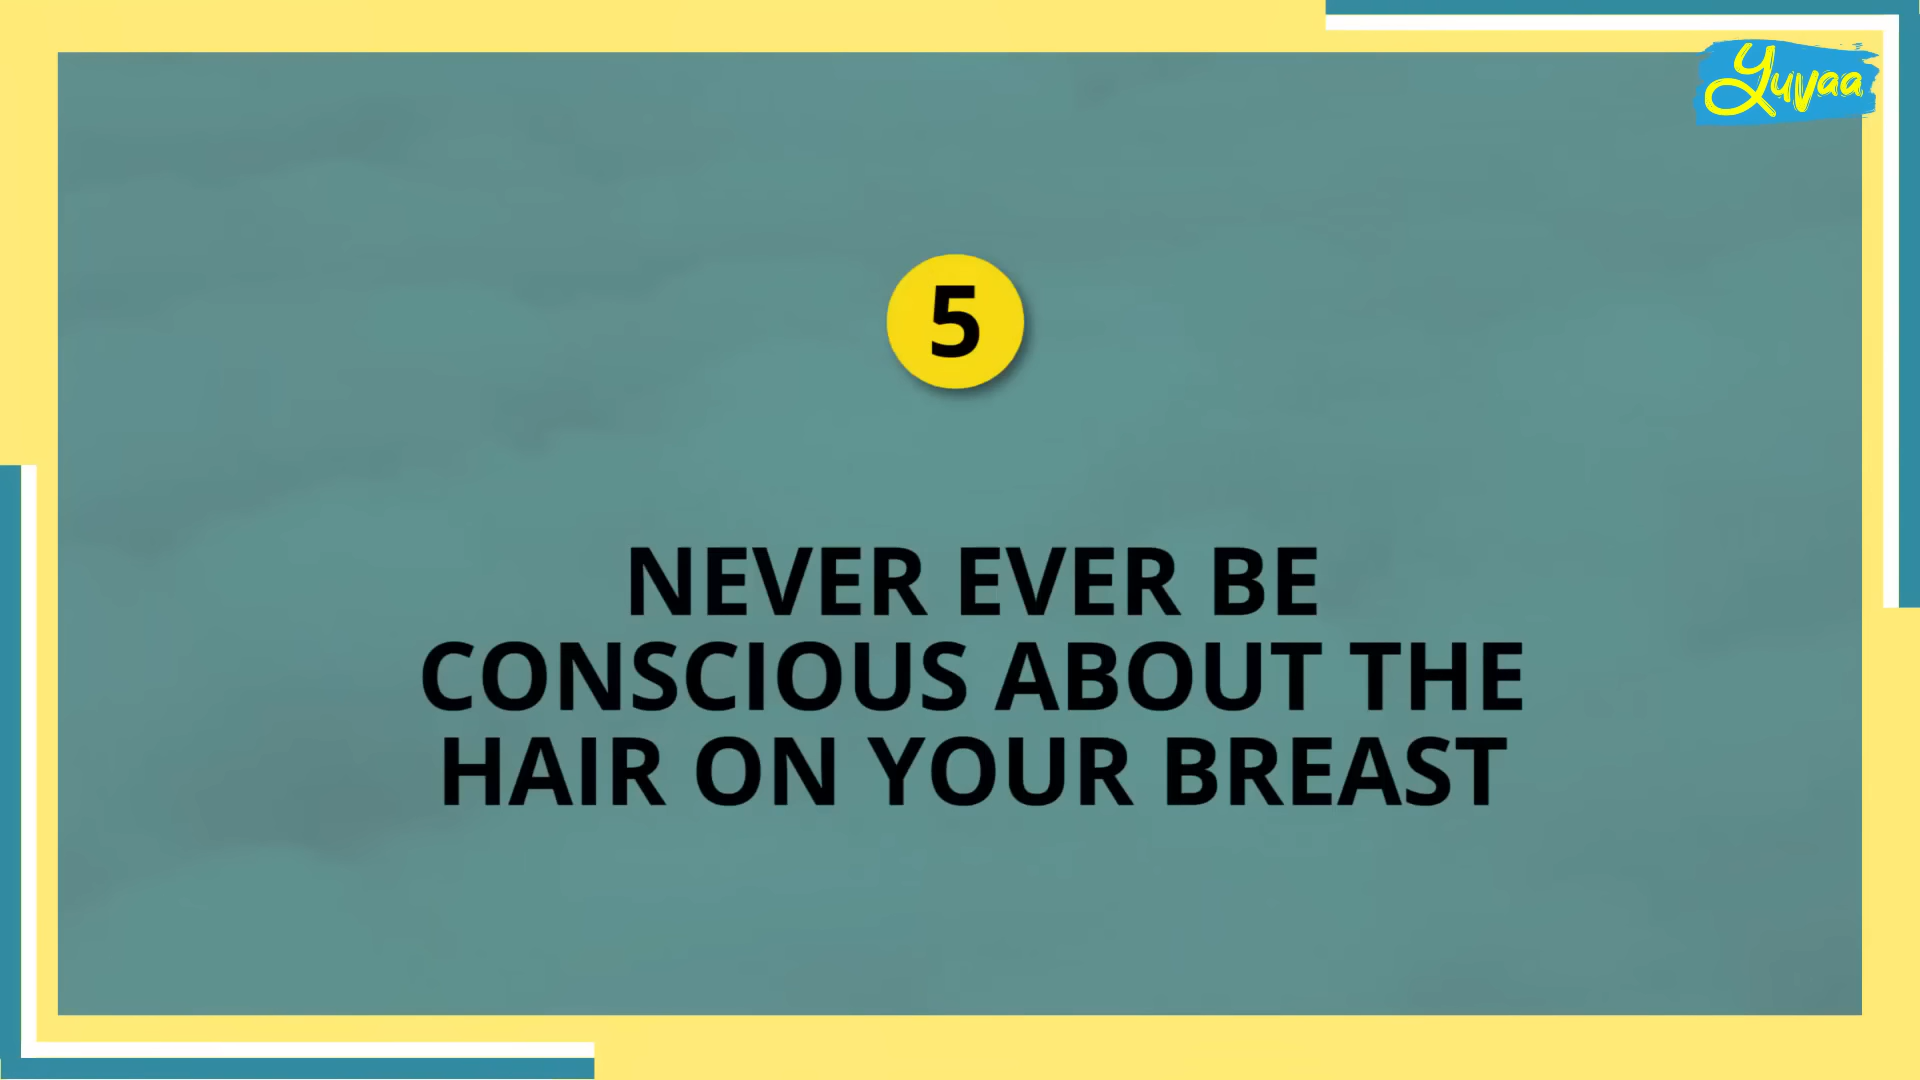 Yuvaa
5
NEVER EVER BE
CONSCIOUS ABOUT THE
HAIR ON YOUR BREAST